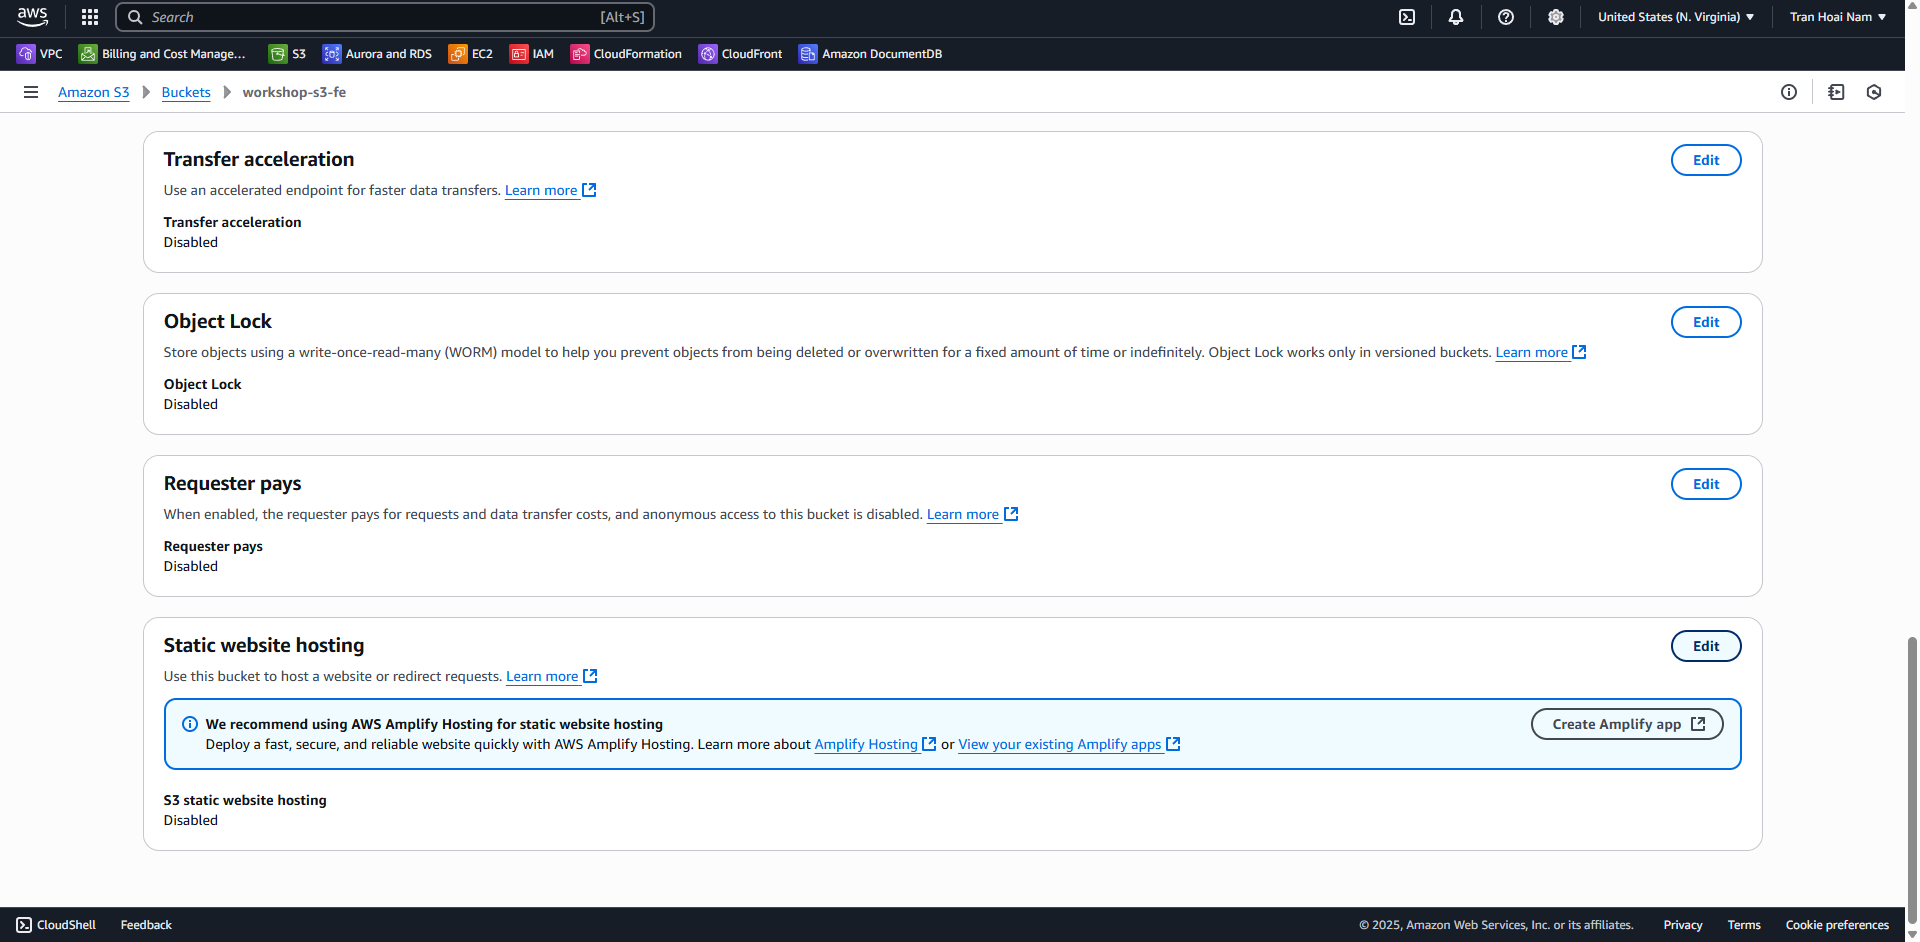 aws
Search [Alt+S] United States (N. Virginia) Tran Hoai Nam
VPC Billing and Cost Manage... S3 Aurora and RDS EC2 IAM CloudFormation CloudFront Amazon DocumentDB
Amazon S3 Buckets workshop-s3-fe
Transfer acceleration Edit
Use an accelerated endpoint for faster data transfers. Learn more
Transfer acceleration
Disabled
Object Lock Edit
Store objects using a write-once-read-many (WORM) model to help you prevent objects from being deleted or overwritten for a fixed amount of time or indefinitely. Object Lock works only in versioned buckets. Learn more
Object Lock
Disabled
Requester pays Edit
When enabled, the requester pays for requests and data transfer costs, and anonymous access to this bucket is disabled. Learn more
Requester pays
Disabled
Static website hosting Edit
Use this bucket to host a website or redirect requests. Learn more
We recommend using AWS Amplify Hosting for static website hosting Create Amplify app
Deploy a fast, secure, and reliable website quickly with AWS Amplify Hosting. Learn more about Amplify Hosting or View your existing Amplify apps
S3 static website hosting
Disabled
CloudShell Feedback © 2025, Amazon Web Services, Inc. or its affiliates. Privacy Terms Cookie preferences